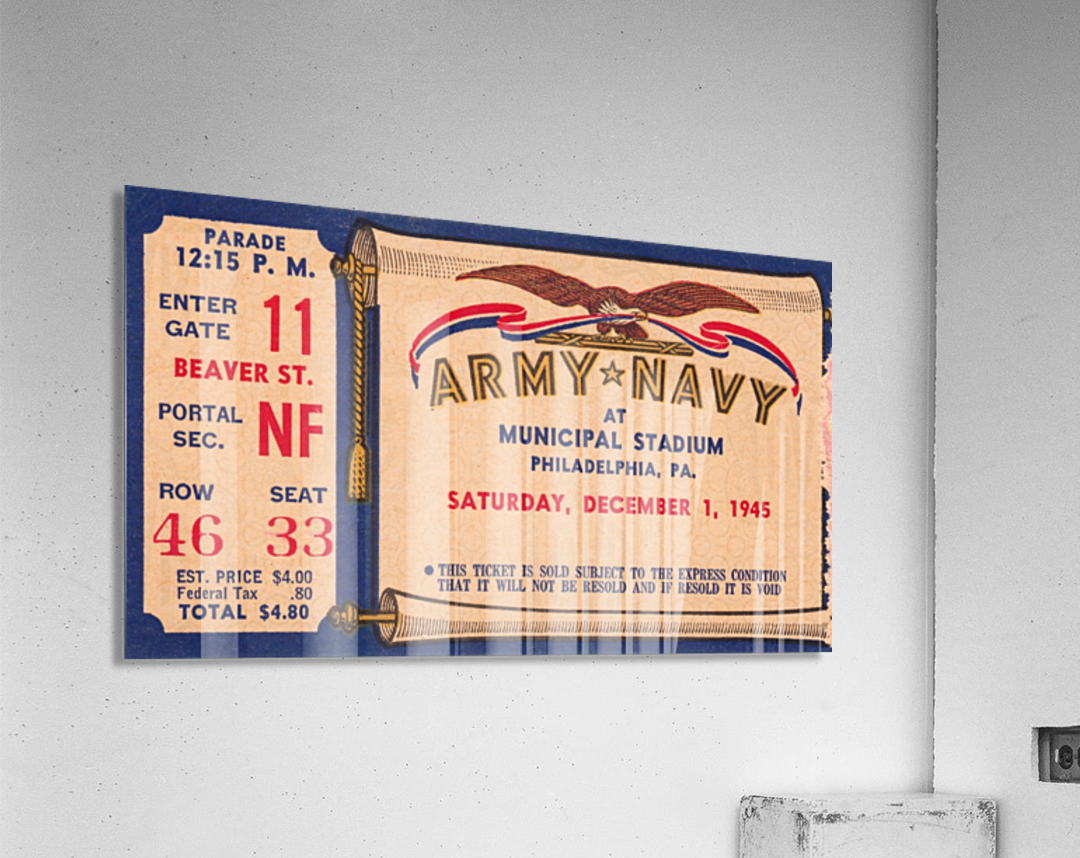 PARADE
12:15 P. M.
ENTER GATE 11
BEAVER ST.
PORTAL SEC. NF
ROW SEAT
46 33
EST. PRICE $4.00
Federal Tax .80
TOTAL $4.80
ARMY☆NAVY
AT
MUNICIPAL STADIUM
PHILADELPHIA, PA.
SATURDAY, DECEMBER 1, 1945
● THIS TICKET IS SOLD SUBJECT TO THE EXPRESS CONDITION
THAT IT WILL NOT BE RESOLD AND IF RESOLD IT IS VOID